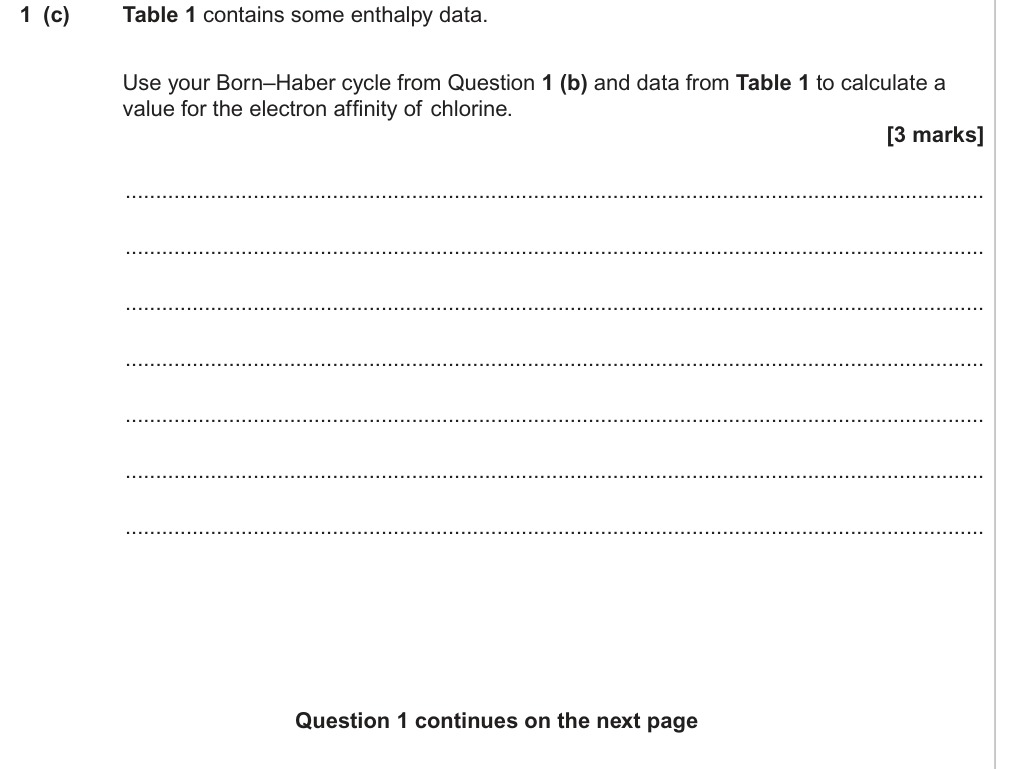 1 (c) Table 1 contains some enthalpy data.
Use your Born–Haber cycle from Question 1 (b) and data from Table 1 to calculate a
value for the electron affinity of chlorine.
[3 marks]
Question 1 continues on the next page